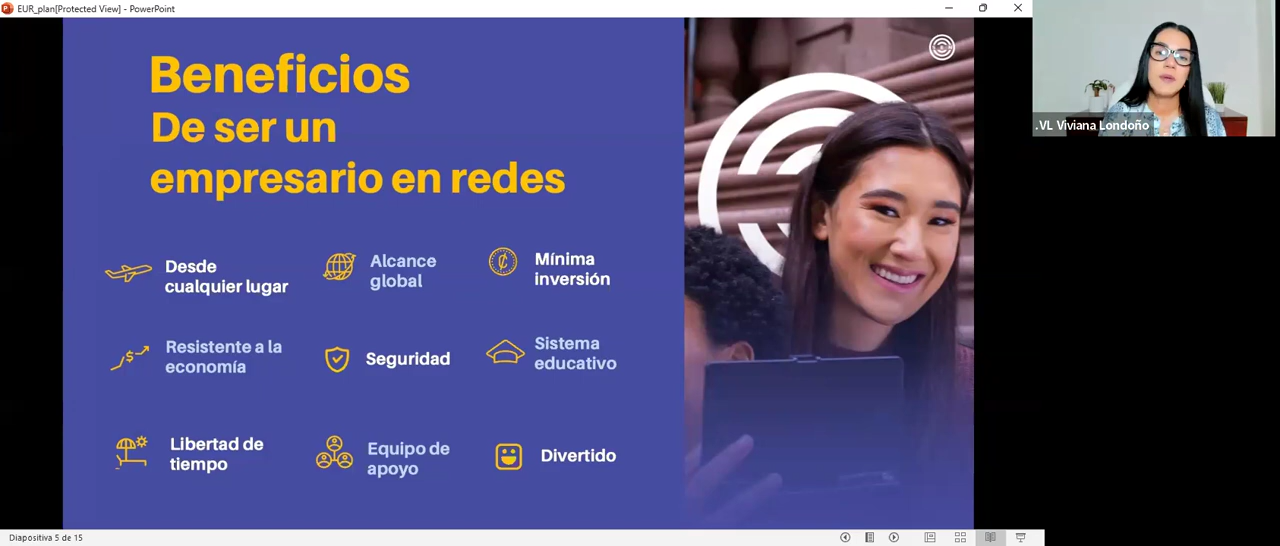 EUR_plan[Protected View] - PowerPoint
Beneficios
De ser un
empresario en redes
Desde
cualquier lugar
Alcance
global
Mínima
inversión
Resistente a la
economía
Seguridad
Sistema
educativo
Libertad de
tiempo
Equipo de
apoyo
Divertido
.VL Viviana Londoño
Diapositiva 5 de 15